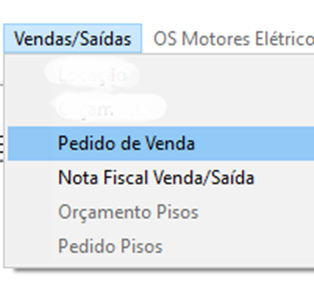 Vendas/Saídas OS Motores Elétrico
Pedido de Venda
Nota Fiscal Venda/Saída
Orçamento Pisos
Pedido Pisos